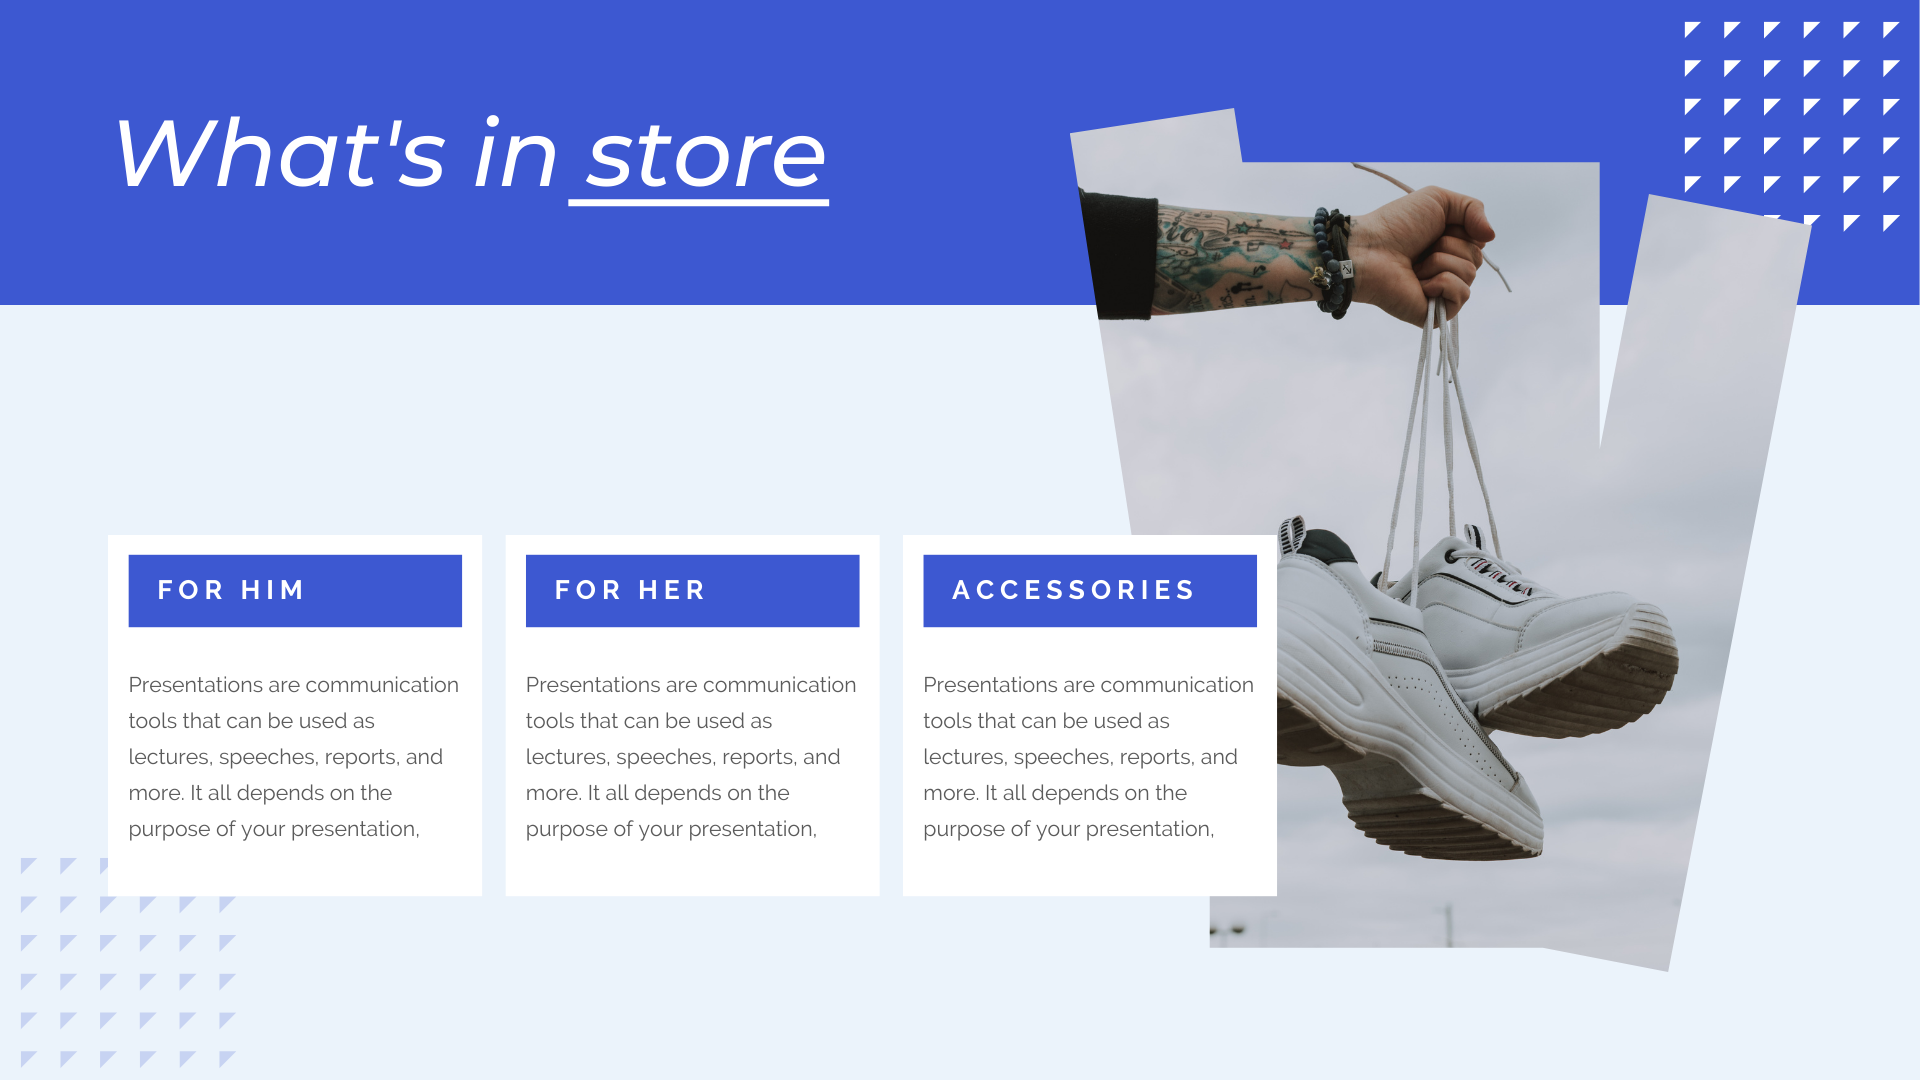 What's in store
FOR HIM
Presentations are communication
tools that can be used as
lectures, speeches, reports, and
more. It all depends on the
purpose of your presentation,
FOR HER
Presentations are communication
tools that can be used as
lectures, speeches, reports, and
more. It all depends on the
purpose of your presentation,
ACCESSORIES
Presentations are communication
tools that can be used as
lectures, speeches, reports, and
more. It all depends on the
purpose of your presentation,